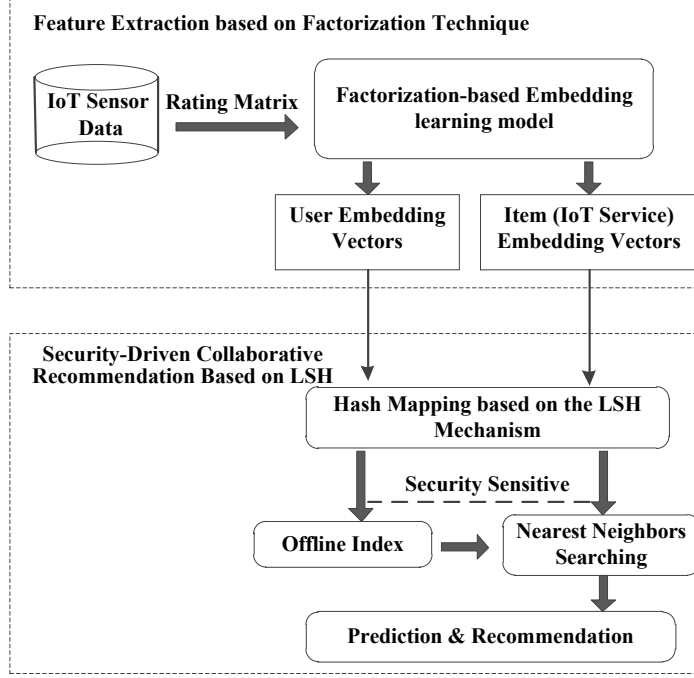 Feature Extraction based on Factorization Technique
IoT Sensor
Data
Rating Matrix
Factorization-based Embedding
learning model
User Embedding
Vectors
Item (IoT Service)
Embedding Vectors
Security-Driven Collaborative
Recommendation Based on LSH
Hash Mapping based on the LSH
Mechanism
Security Sensitive
Offline Index
Nearest Neighbors
Searching
Prediction & Recommendation